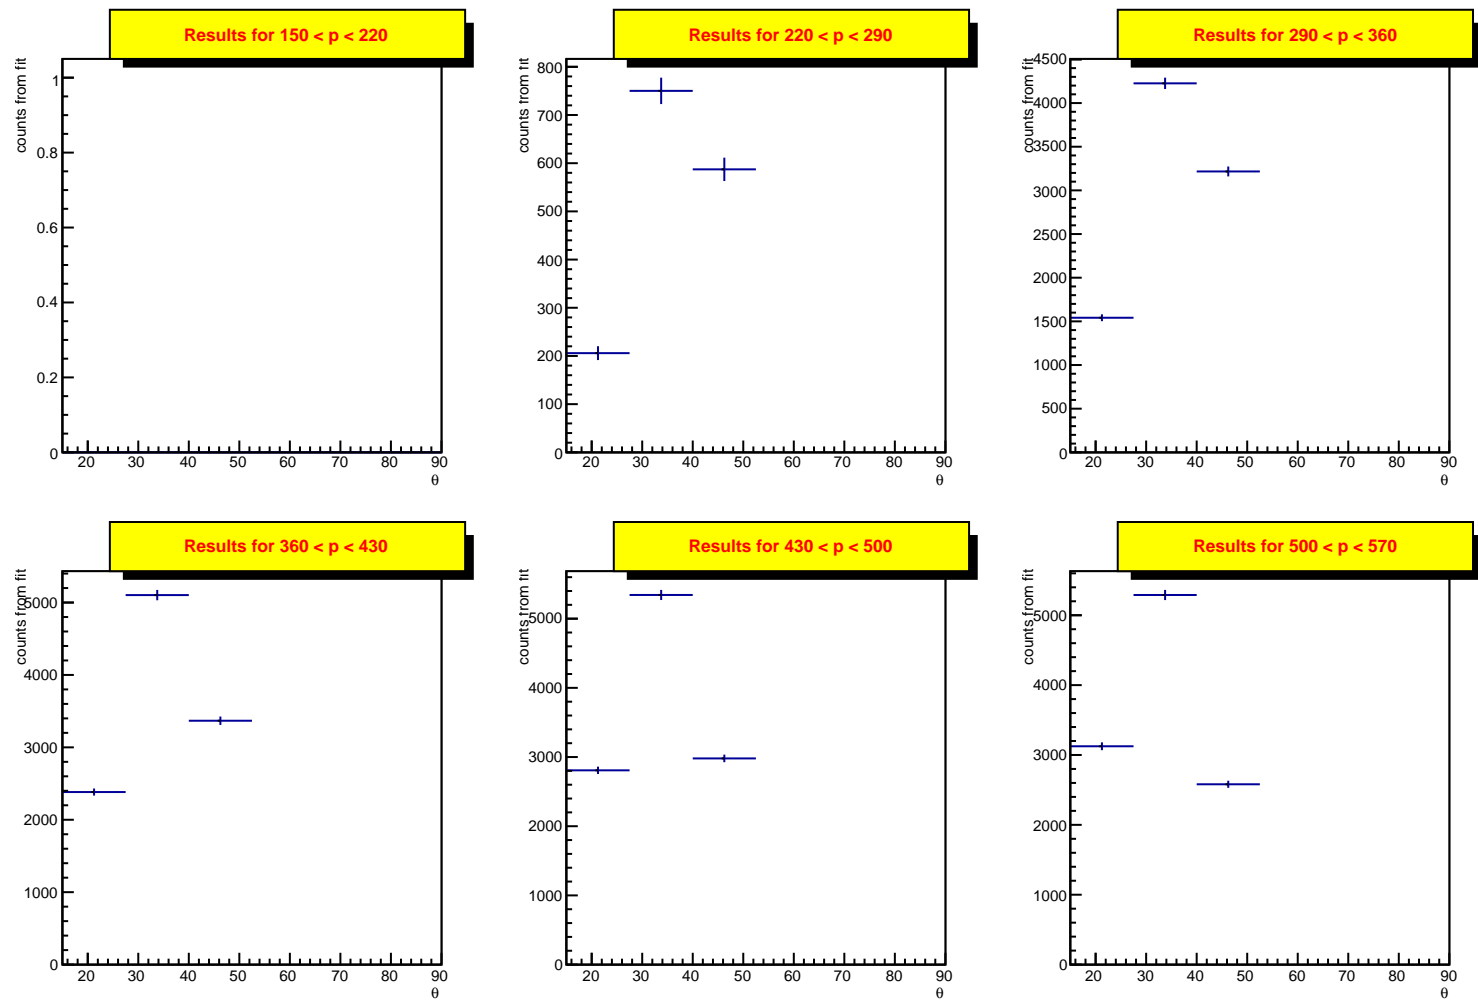 Results for 150 < p < 220
counts from fit
1
0.8
0.6
0.4
0.2
0
20 30 40 50 60 70 80 90
θ
Results for 220 < p < 290
counts from fit
800
700
600
500
400
300
200
100
0
20 30 40 50 60 70 80 90
θ
Results for 290 < p < 360
counts from fit
4500
4000
3500
3000
2500
2000
1500
1000
500
0
20 30 40 50 60 70 80 90
θ
Results for 360 < p < 430
counts from fit
5000
4000
3000
2000
1000
0
20 30 40 50 60 70 80 90
θ
Results for 430 < p < 500
counts from fit
5000
4000
3000
2000
1000
0
20 30 40 50 60 70 80 90
θ
Results for 500 < p < 570
counts from fit
5000
4000
3000
2000
1000
0
20 30 40 50 60 70 80 90
θ